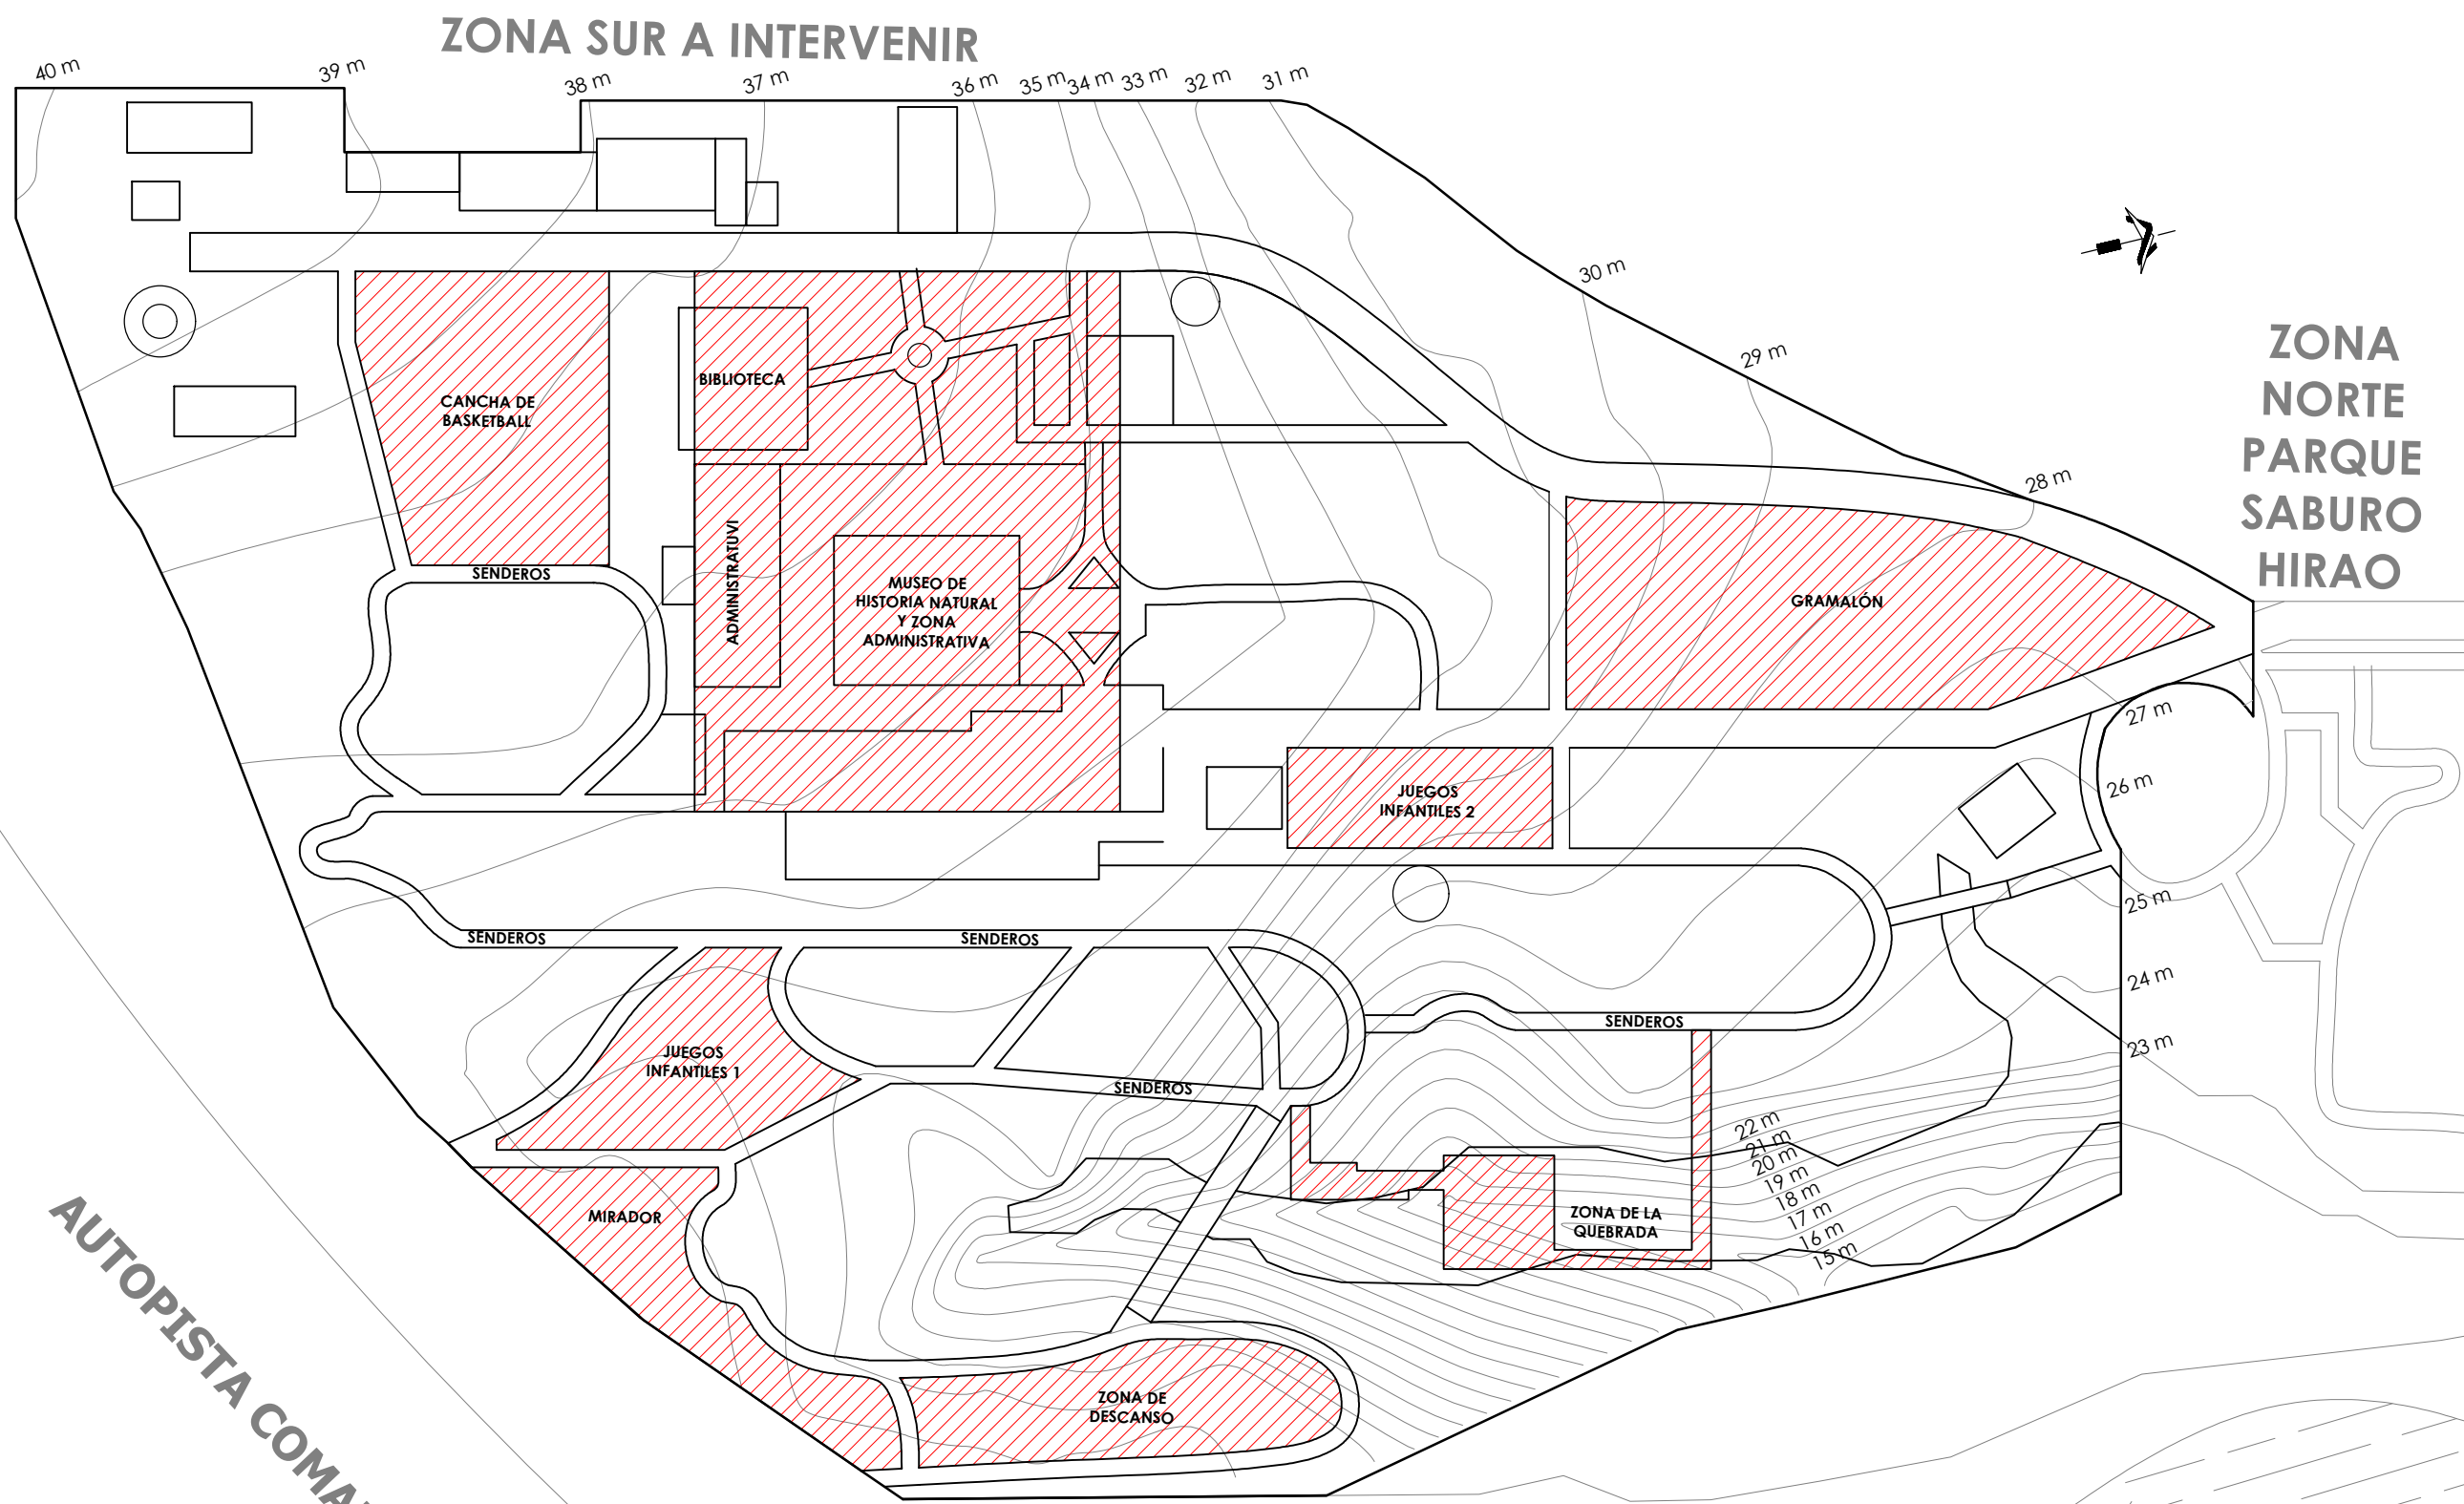 ZONA SUR A INTERVENIR
40 m
39 m
38 m
37 m
36 m
35 m
34 m
33 m
32 m
31 m
30 m
29 m
28 m
ZONA
NORTE
PARQUE
SABURO
HIRAO
BIBLIOTECA
CANCHA DE
BASKETBALL
SENDEROS
ADMINISTRATUVI
MUSEO DE
HISTORIA NATURAL
Y ZONA
ADMINISTRATIVA
GRAMALÓN
27 m
26 m
JUEGOS
INFANTILES 2
25 m
SENDEROS
SENDEROS
24 m
SENDEROS
23 m
JUEGOS
INFANTILES 1
SENDEROS
22 m
21 m
20 m
19 m
18 m
17 m
16 m
15 m
MIRADOR
ZONA DE LA
QUEBRADA
ZONA DE
DESCANSO
AUTOPISTA